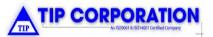 TIP CORPORATION
TIP
An ISO9001 & ISO14001 Certified Company